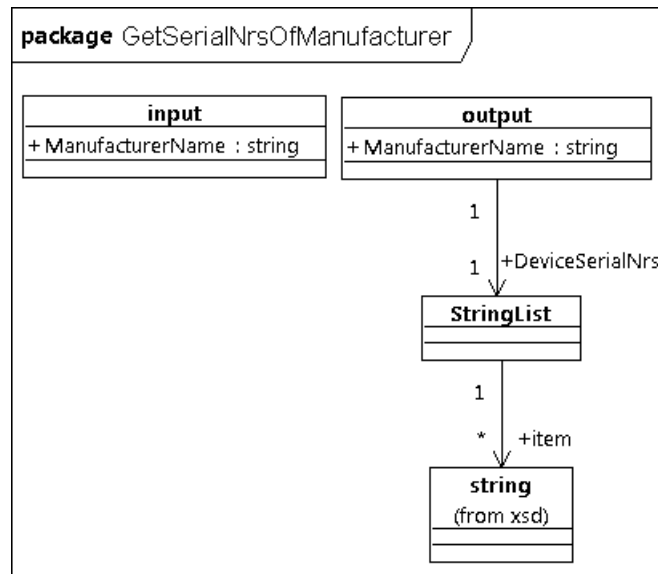 package GetSerialNrsOfManufacturer
input
+ ManufacturerName : string
output
+ ManufacturerName : string
1
1 +DeviceSerialNrs
StringList
1
* +item
string
(from xsd)